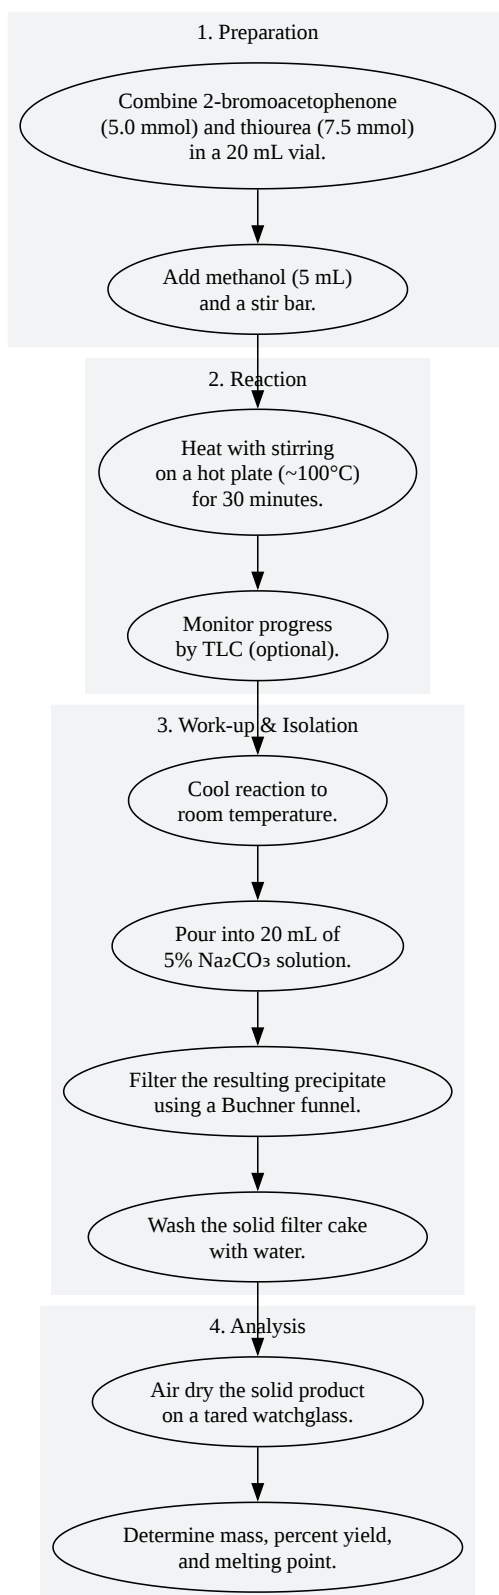 1. Preparation
Combine 2-bromoacetophenone
(5.0 mmol) and thiourea (7.5 mmol)
in a 20 mL vial.
Add methanol (5 mL)
and a stir bar.
2. Reaction
Heat with stirring
on a hot plate (~100°C)
for 30 minutes.
Monitor progress
by TLC (optional).
3. Work-up & Isolation
Cool reaction to
room temperature.
Pour into 20 mL of
5% Na₂CO₃ solution.
Filter the resulting precipitate
using a Buchner funnel.
Wash the solid filter cake
with water.
4. Analysis
Air dry the solid product
on a tared watchglass.
Determine mass, percent yield,
and melting point.